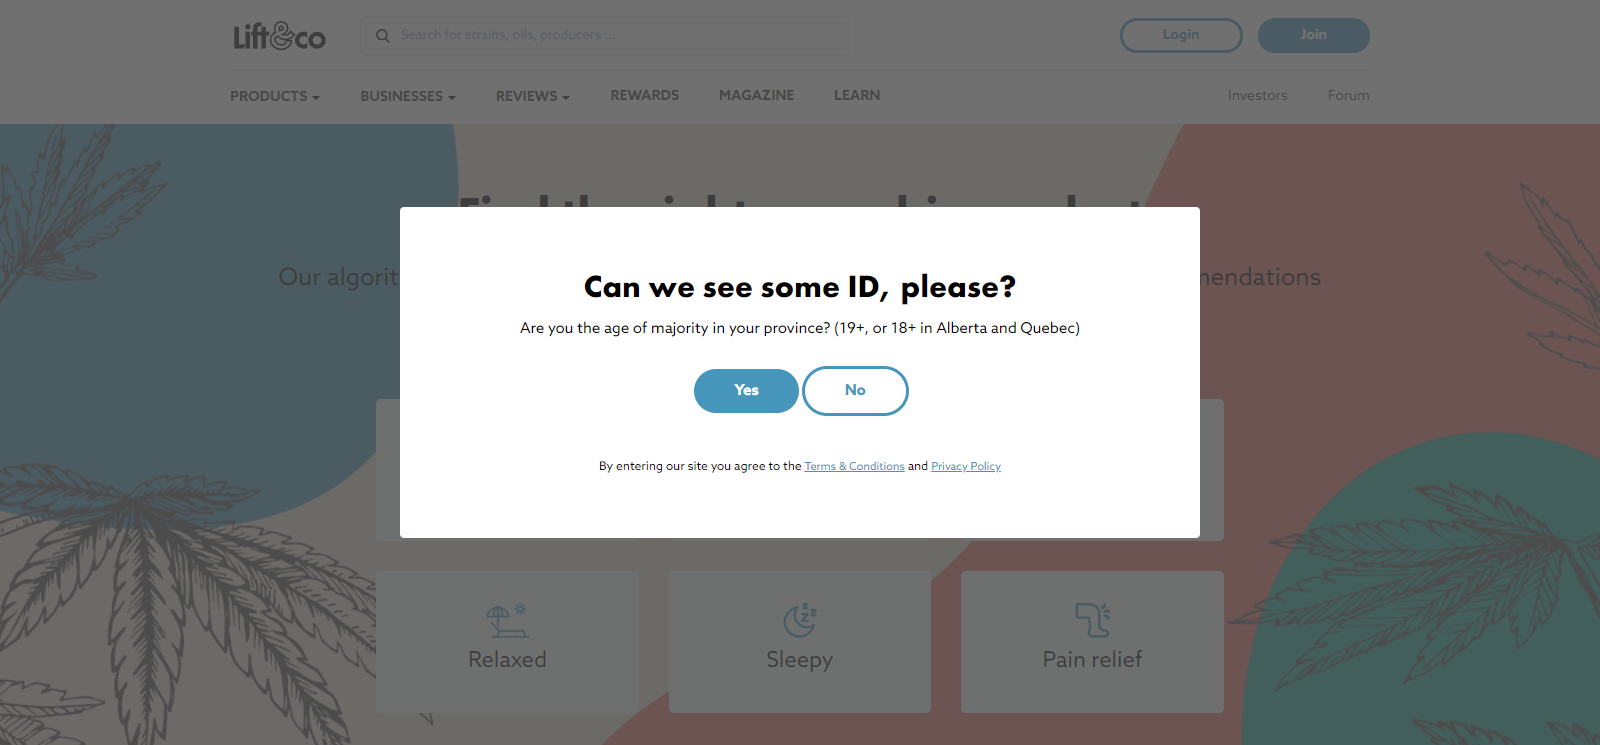 Lift&co
Search for strains, oils, producers ...
Login
Join
PRODUCTS
BUSINESSES
REVIEWS
REWARDS
MAGAZINE
LEARN
Investors
Forum
Our algorit
mendations
Can we see some ID, please?
Are you the age of majority in your province? (19+, or 18+ in Alberta and Quebec)
Yes
No
By entering our site you agree to the Terms & Conditions and Privacy Policy
Relaxed
Sleepy
Pain relief